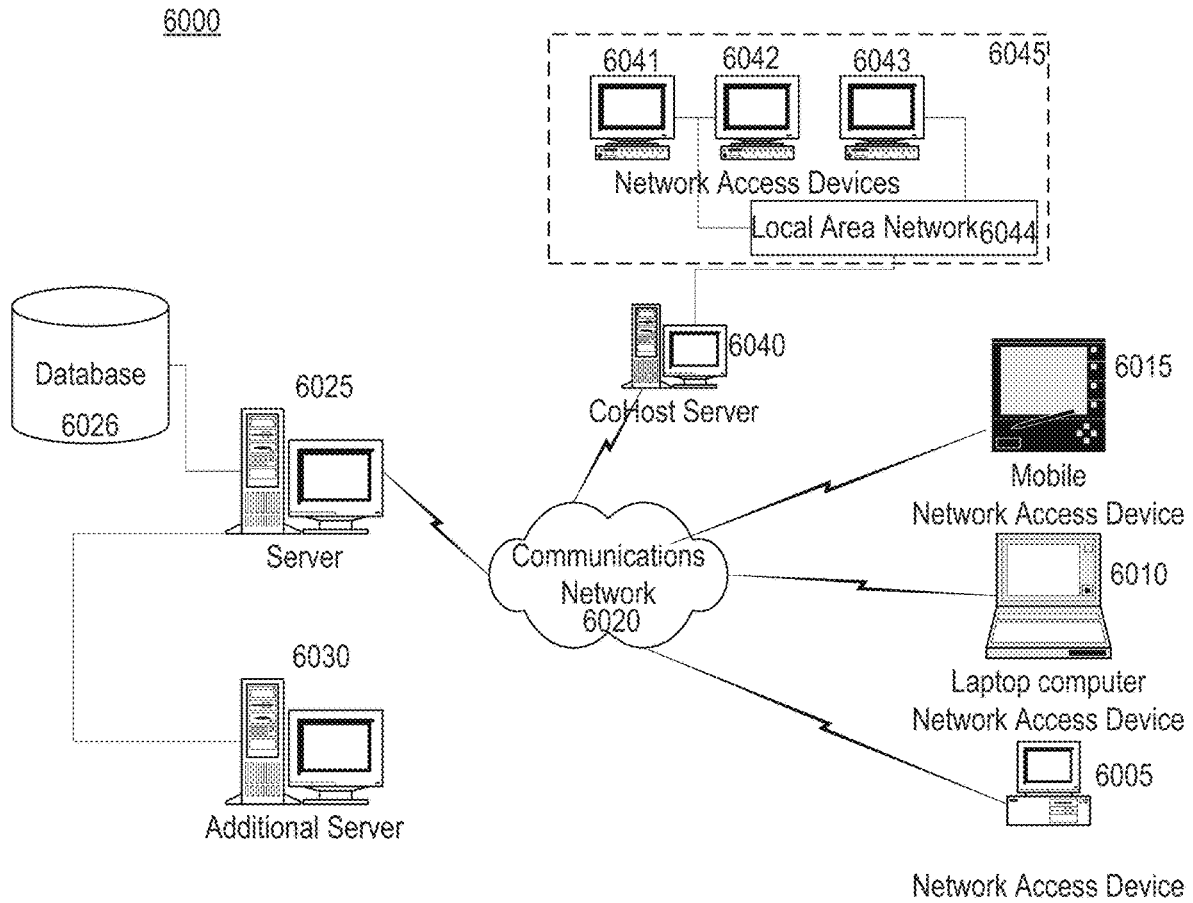 6000
6041
6042
6043
6045
Network Access Devices
Local Area Network 6044
6040
CoHost Server
Database
6026
6025
Server
6030
Additional Server
Communications
Network
6020
6015
Mobile
Network Access Device
6010
Laptop computer
Network Access Device
6005
Network Access Device